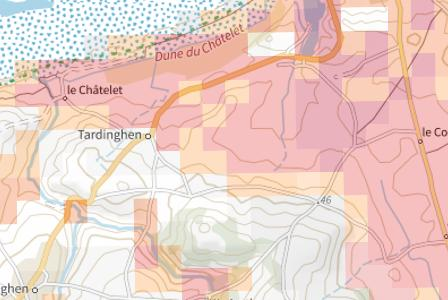 Dune du Châtelet
le Châtelet
Tardinghen
le Co
46
ghen